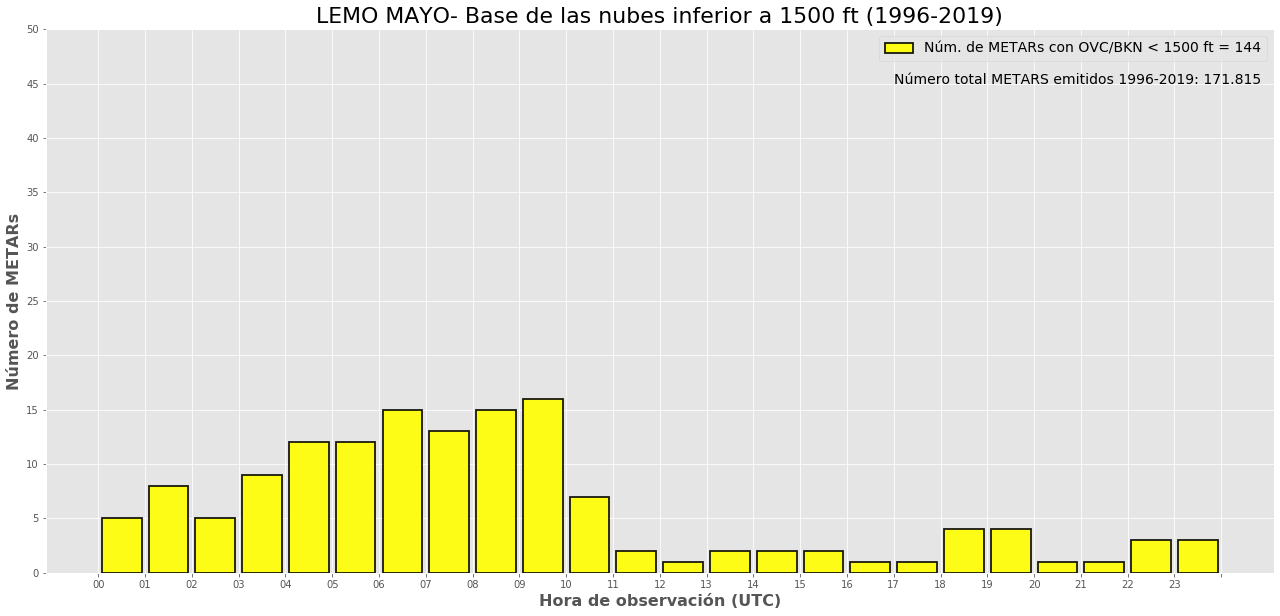 LEMO MAYO- Base de las nubes inferior a 1500 ft (1996-2019)
Núm. de METARs con OVC/BKN < 1500 ft = 144
Número total METARS emitidos 1996-2019: 171.815
Número de METARs
50
45
40
35
30
25
20
15
10
5
0
00 01 02 03 04 05 06 07 08 09 10 11 12 13 14 15 16 17 18 19 20 21 22 23
Hora de observación (UTC)